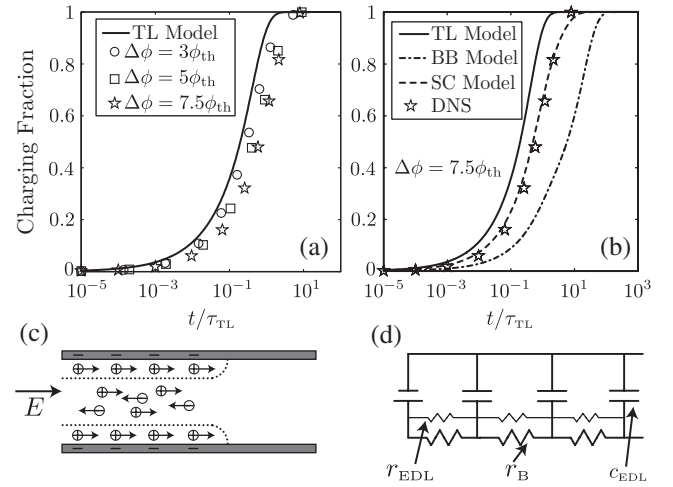 TL Model
Δφ = 3φth
Δφ = 5φth
Δφ = 7.5φth
Charging Fraction
1
0.8
0.6
0.4
0.2
0
(a)
10⁻⁵ 10⁻³ 10⁻¹ 10¹
t/τTL
TL Model
BB Model
SC Model
DNS
Δφ = 7.5φth
1
0.8
0.6
0.4
0.2
0
(b)
10⁻⁵ 10⁻³ 10⁻¹ 10¹ 10³
t/τTL
(c)
E
(d)
rEDL
rB
cEDL